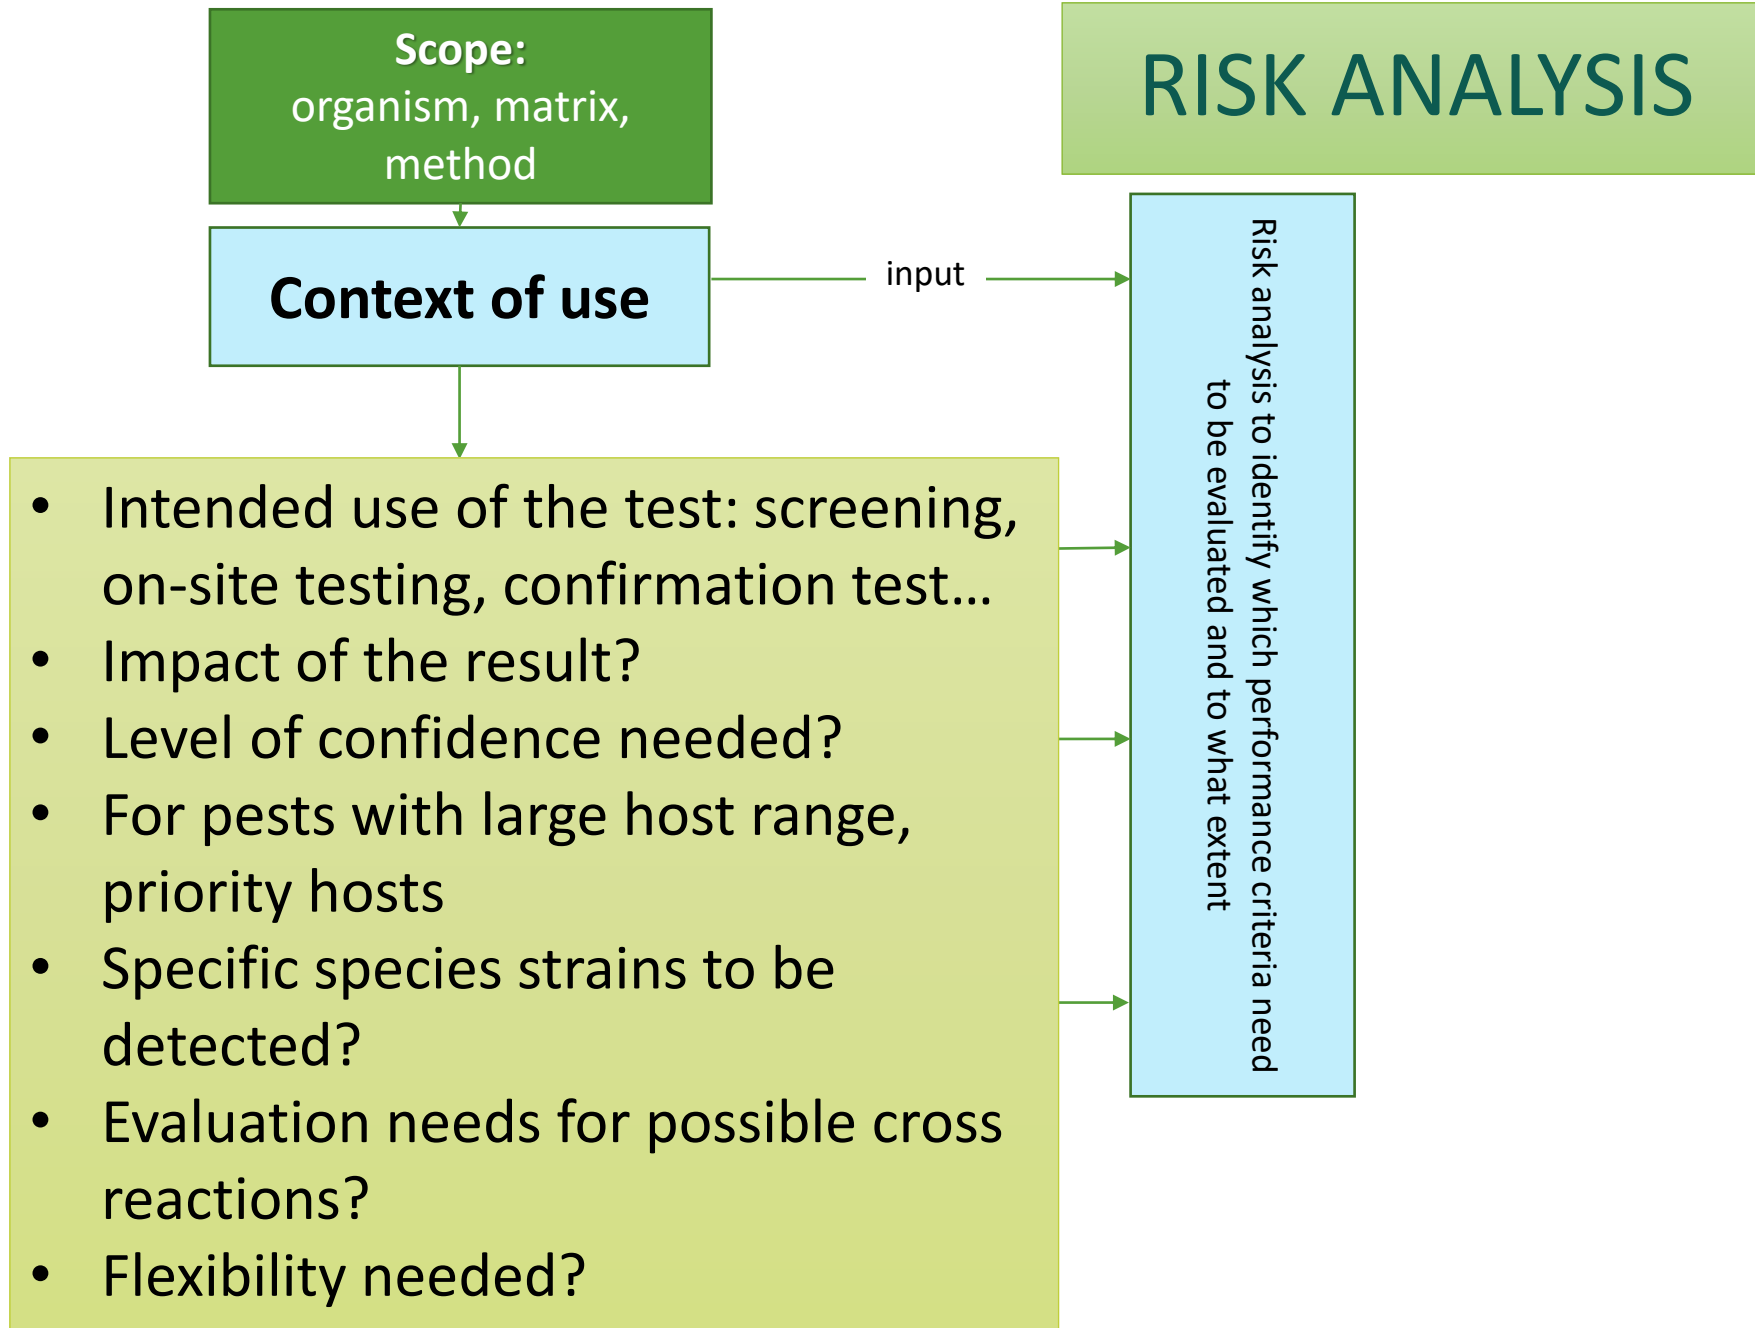 Scope:
organism, matrix,
method
RISK ANALYSIS
Context of use
input
Risk analysis to identify which performance criteria need
to be evaluated and to what extent
• Intended use of the test: screening,
on-site testing, confirmation test…
• Impact of the result?
• Level of confidence needed?
• For pests with large host range,
priority hosts
• Specific species strains to be
detected?
• Evaluation needs for possible cross
reactions?
• Flexibility needed?